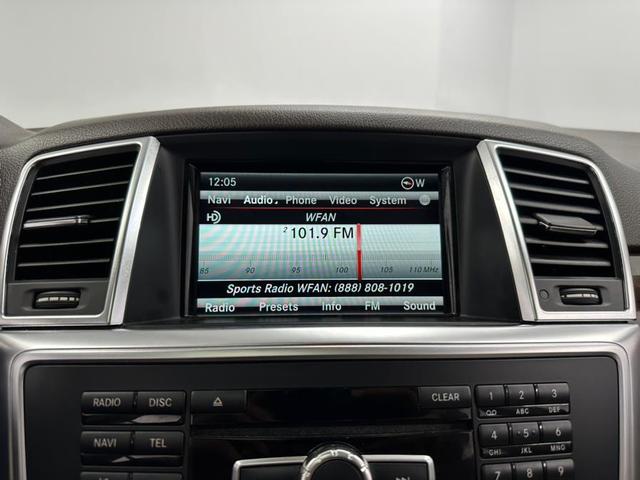 12:05 W
Navi Audio Phone Video System
HD WFAN
2 101.9 FM
85 90 95 100 105 110 MHz
Sports Radio WFAN: (888) 808-1019
Radio Presets Info FM Sound
RADIO DISC CLEAR 1 2 3
ABC DEF
NAVI TEL 4 5 6
GHI JKL MNO
7 8 9